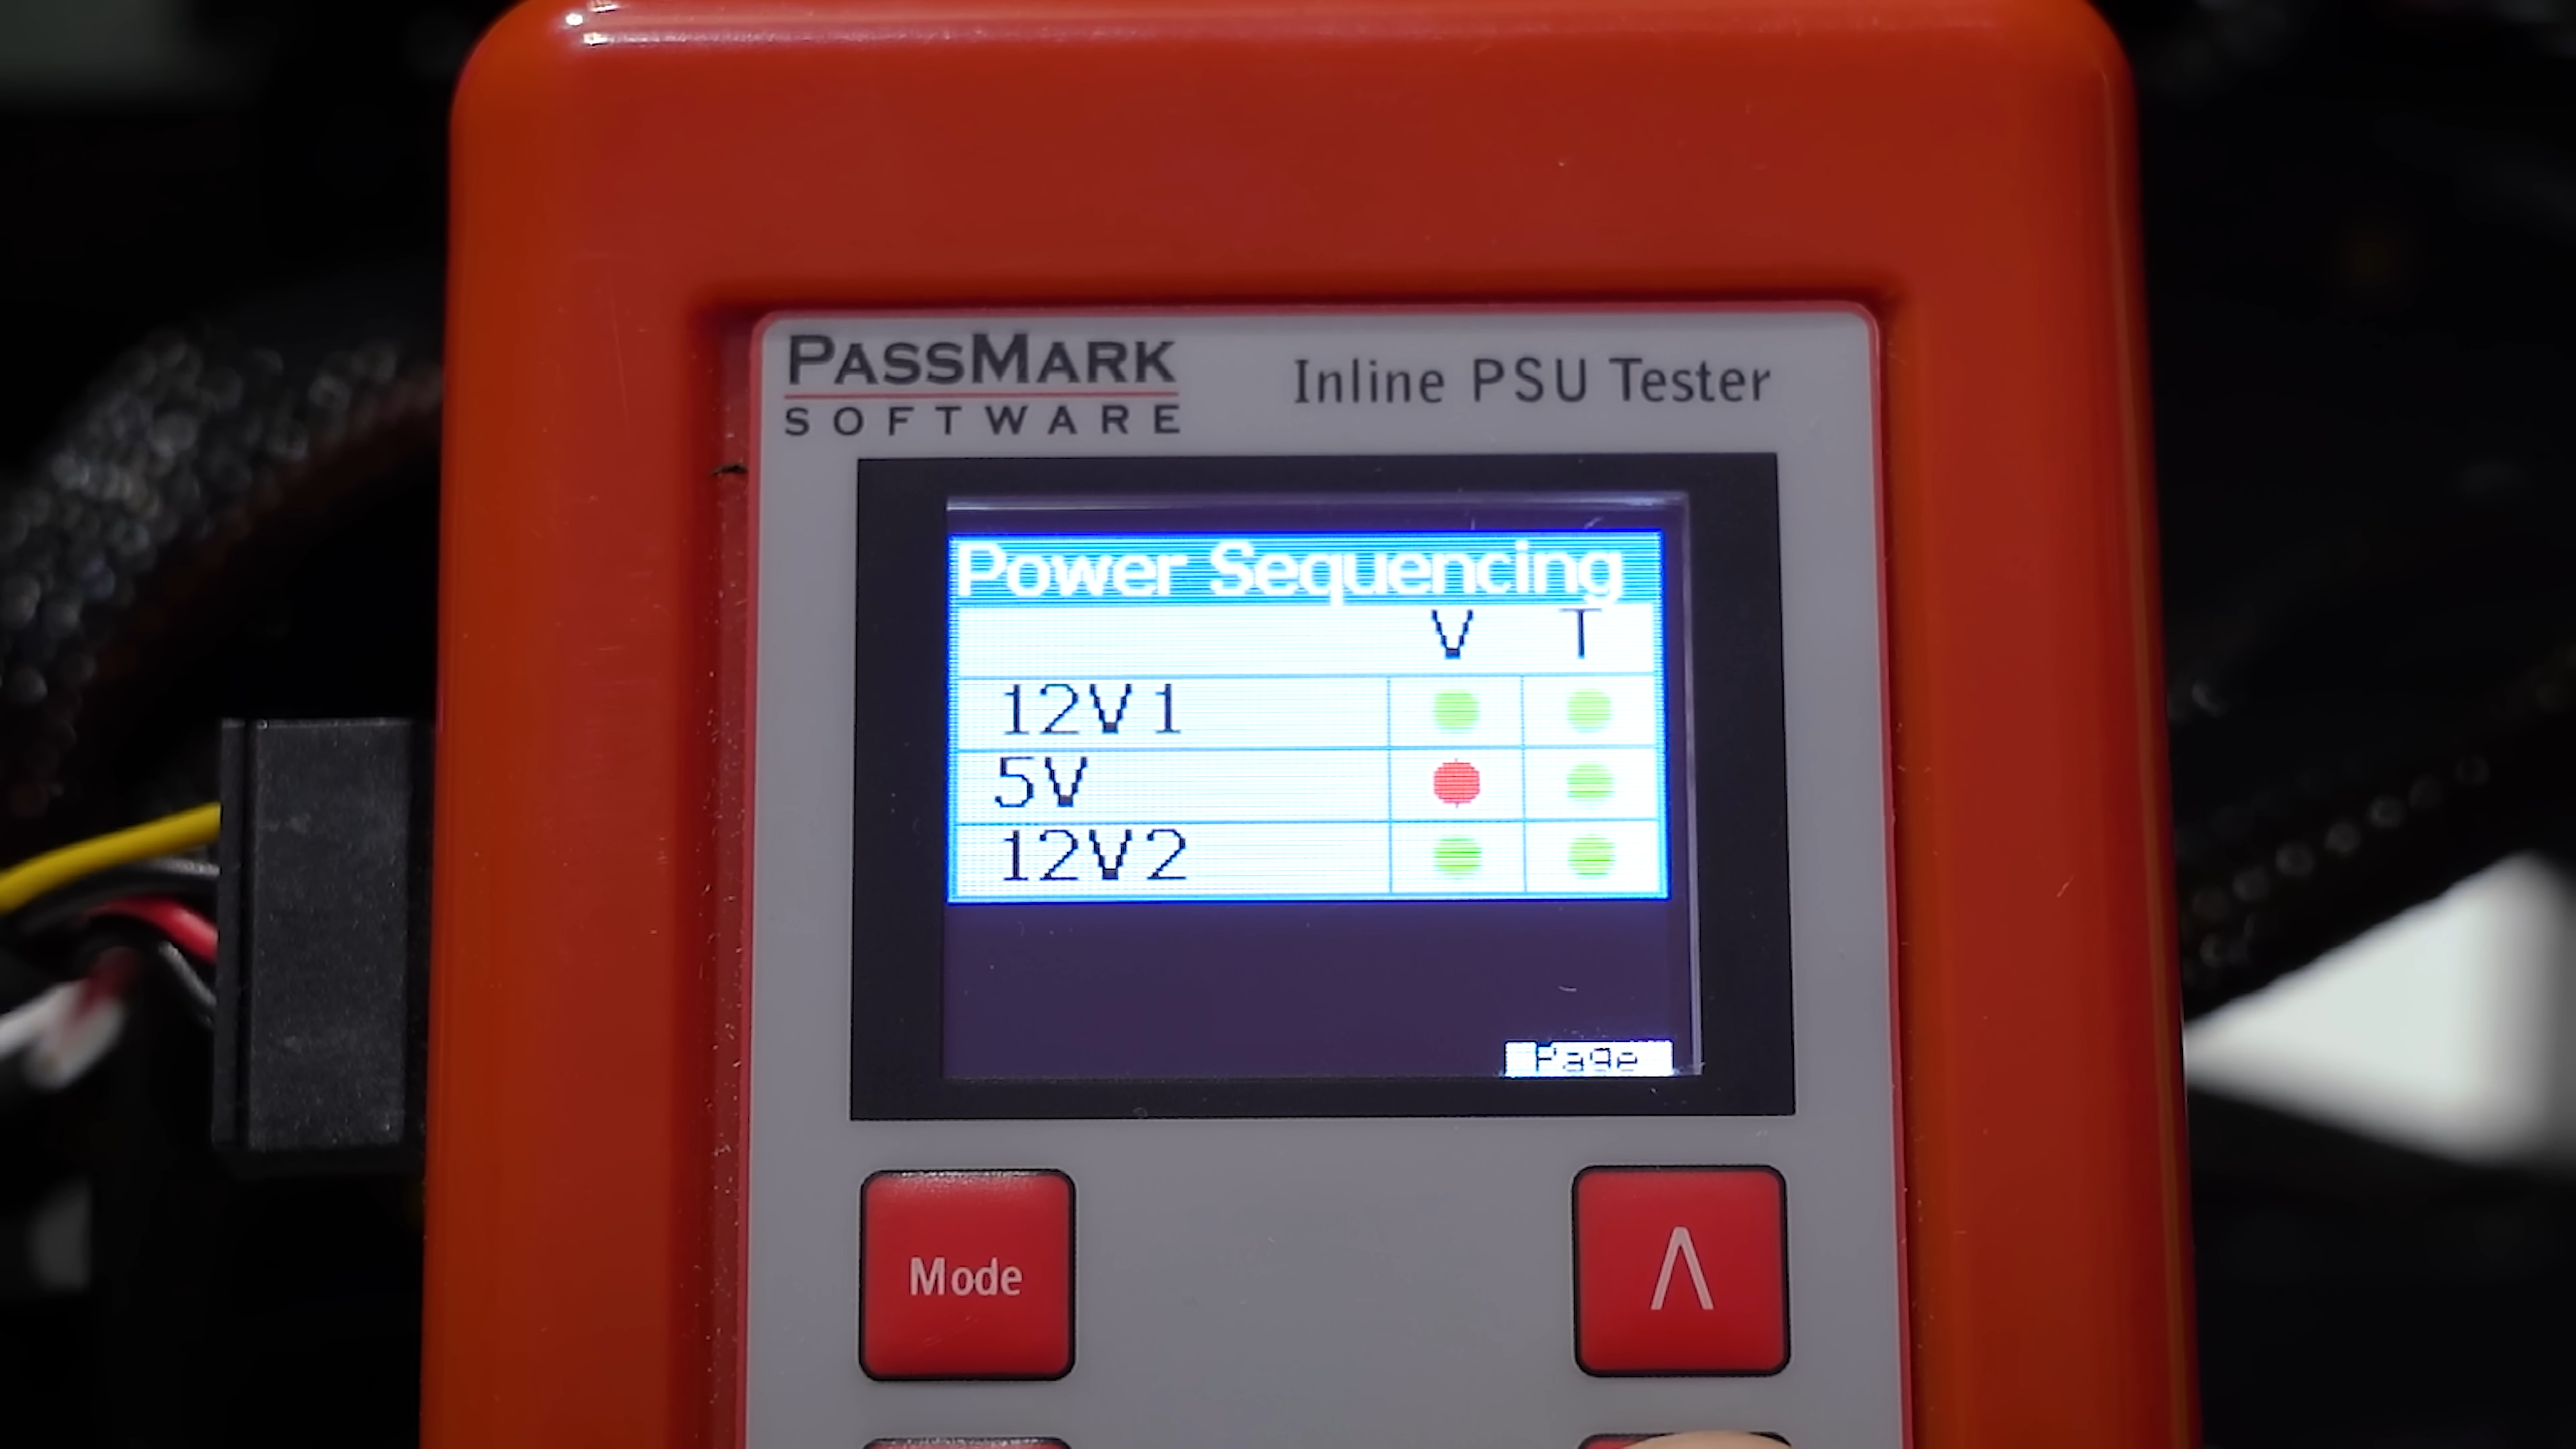 PASSMARK
SOFTWARE
Inline PSU Tester
Power Sequencing
V T
12V1
5V
12V2
Page
Mode
Λ